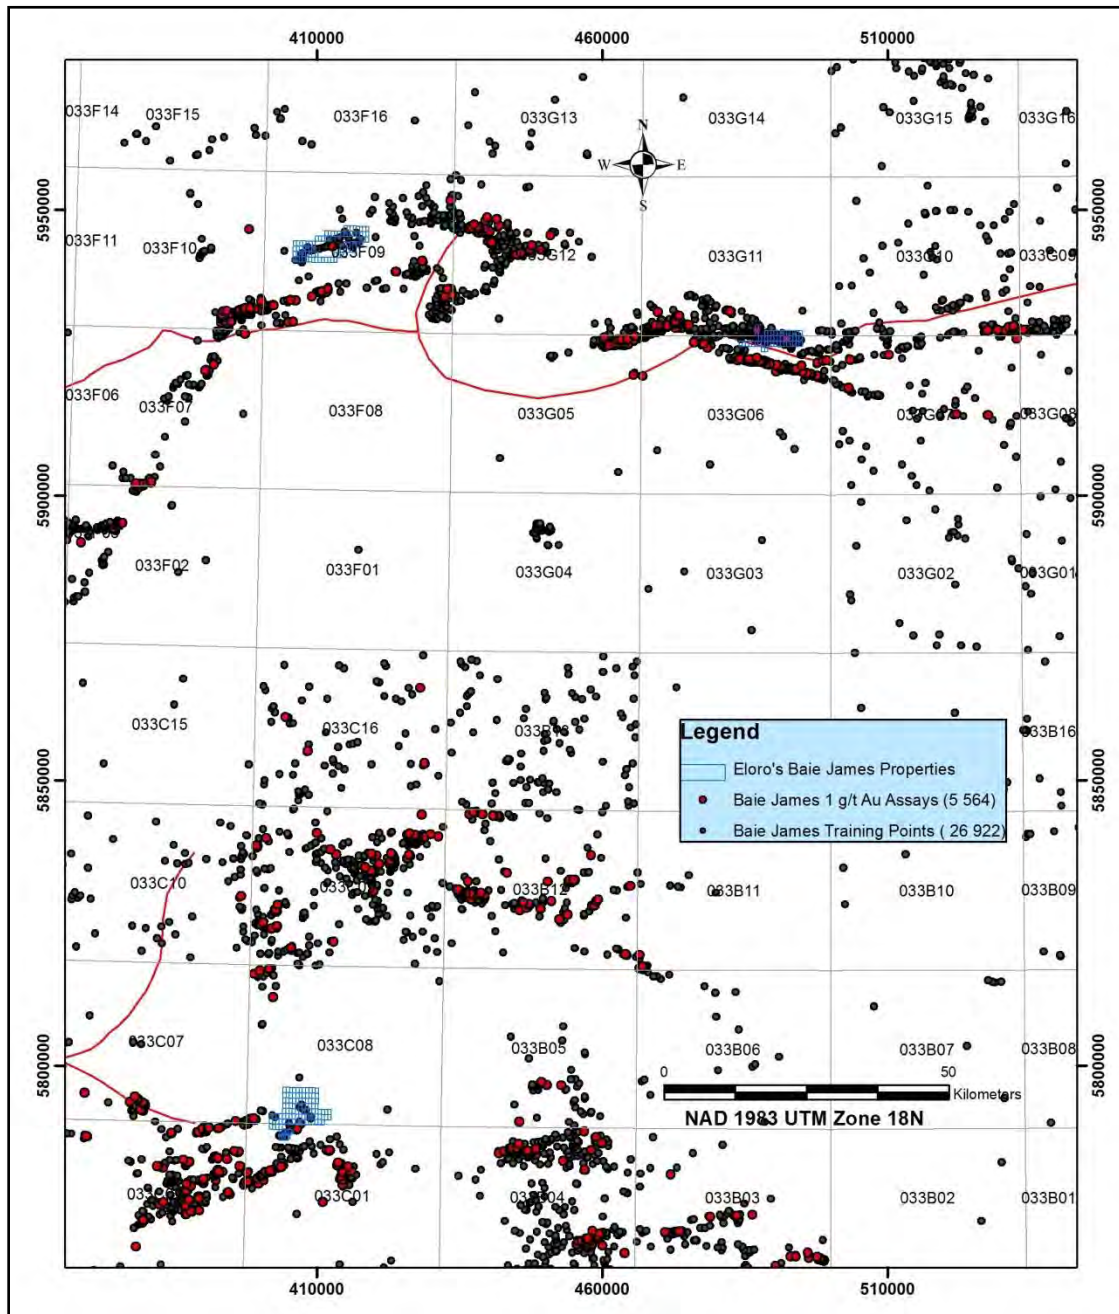 410000 460000 510000
033F14 033F15 033F16 033G13 033G14 033G15 033G16
N
W E
S
5950000 5950000
033F11 033F10 033F09 033G11
033F06 033F07 033F08 033G05 033G06 033G08
5900000 5900000
033F02 033F01 033G04 033G03 033G02 033G01
033C15 033C16 033B16
Legend
Eloro's Baie James Properties
5850000 5850000
Baie James 1 g/t Au Assays (5 564)
Baie James Training Points ( 26 922)
033C10 033B12 033B11 033B10 033B09
033C07 033C08 033B05 033B06 033B07 033B08
5800000 5800000
0 50
Kilometers
NAD 1983 UTM Zone 18N
033C01 033B04 033B03 033B02 033B01
410000 460000 510000